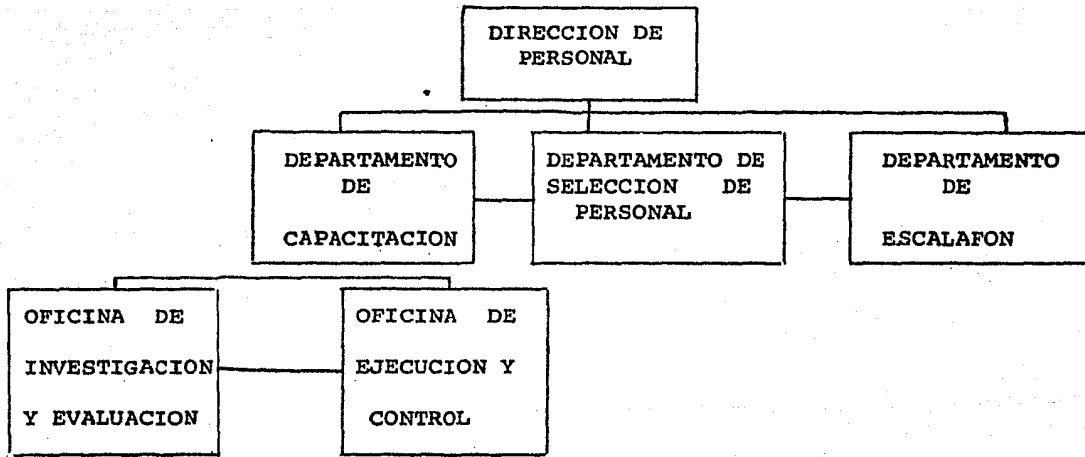 DIRECCION DE
PERSONAL
DEPARTAMENTO
DE
CAPACITACION
DEPARTAMENTO DE
SELECCION DE
PERSONAL
DEPARTAMENTO
DE
ESCALAFON
OFICINA DE
INVESTIGACION
Y EVALUACION
OFICINA DE
EJECUCION Y
CONTROL